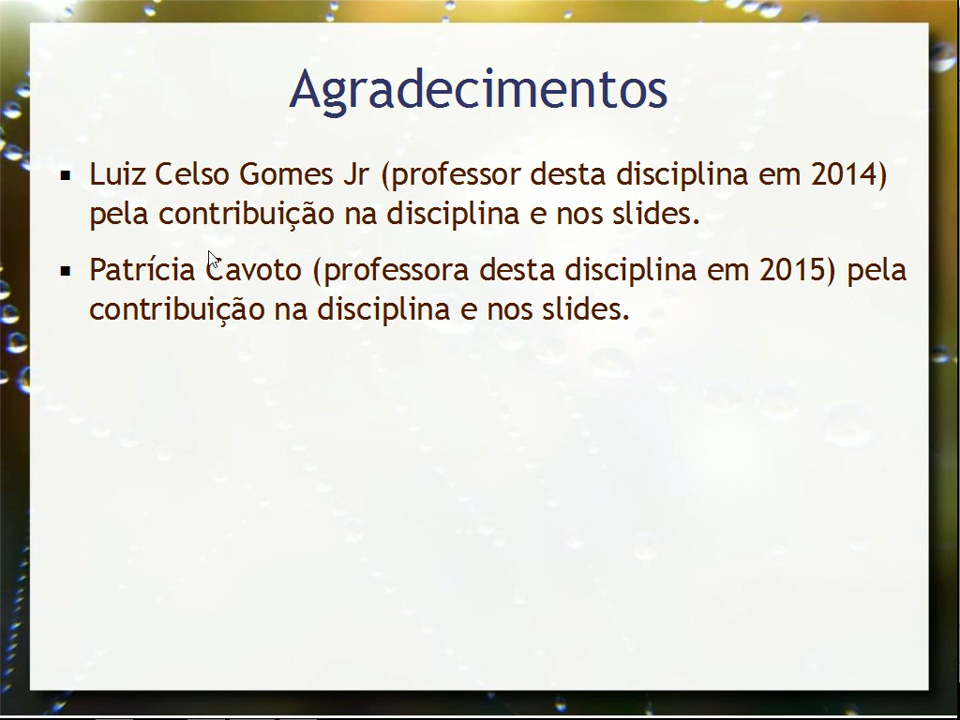 Agradecimentos
Luiz Celso Gomes Jr (professor desta disciplina em 2014)
pela contribuição na disciplina e nos slides.
Patrícia Cavoto (professora desta disciplina em 2015) pela
contribuição na disciplina e nos slides.